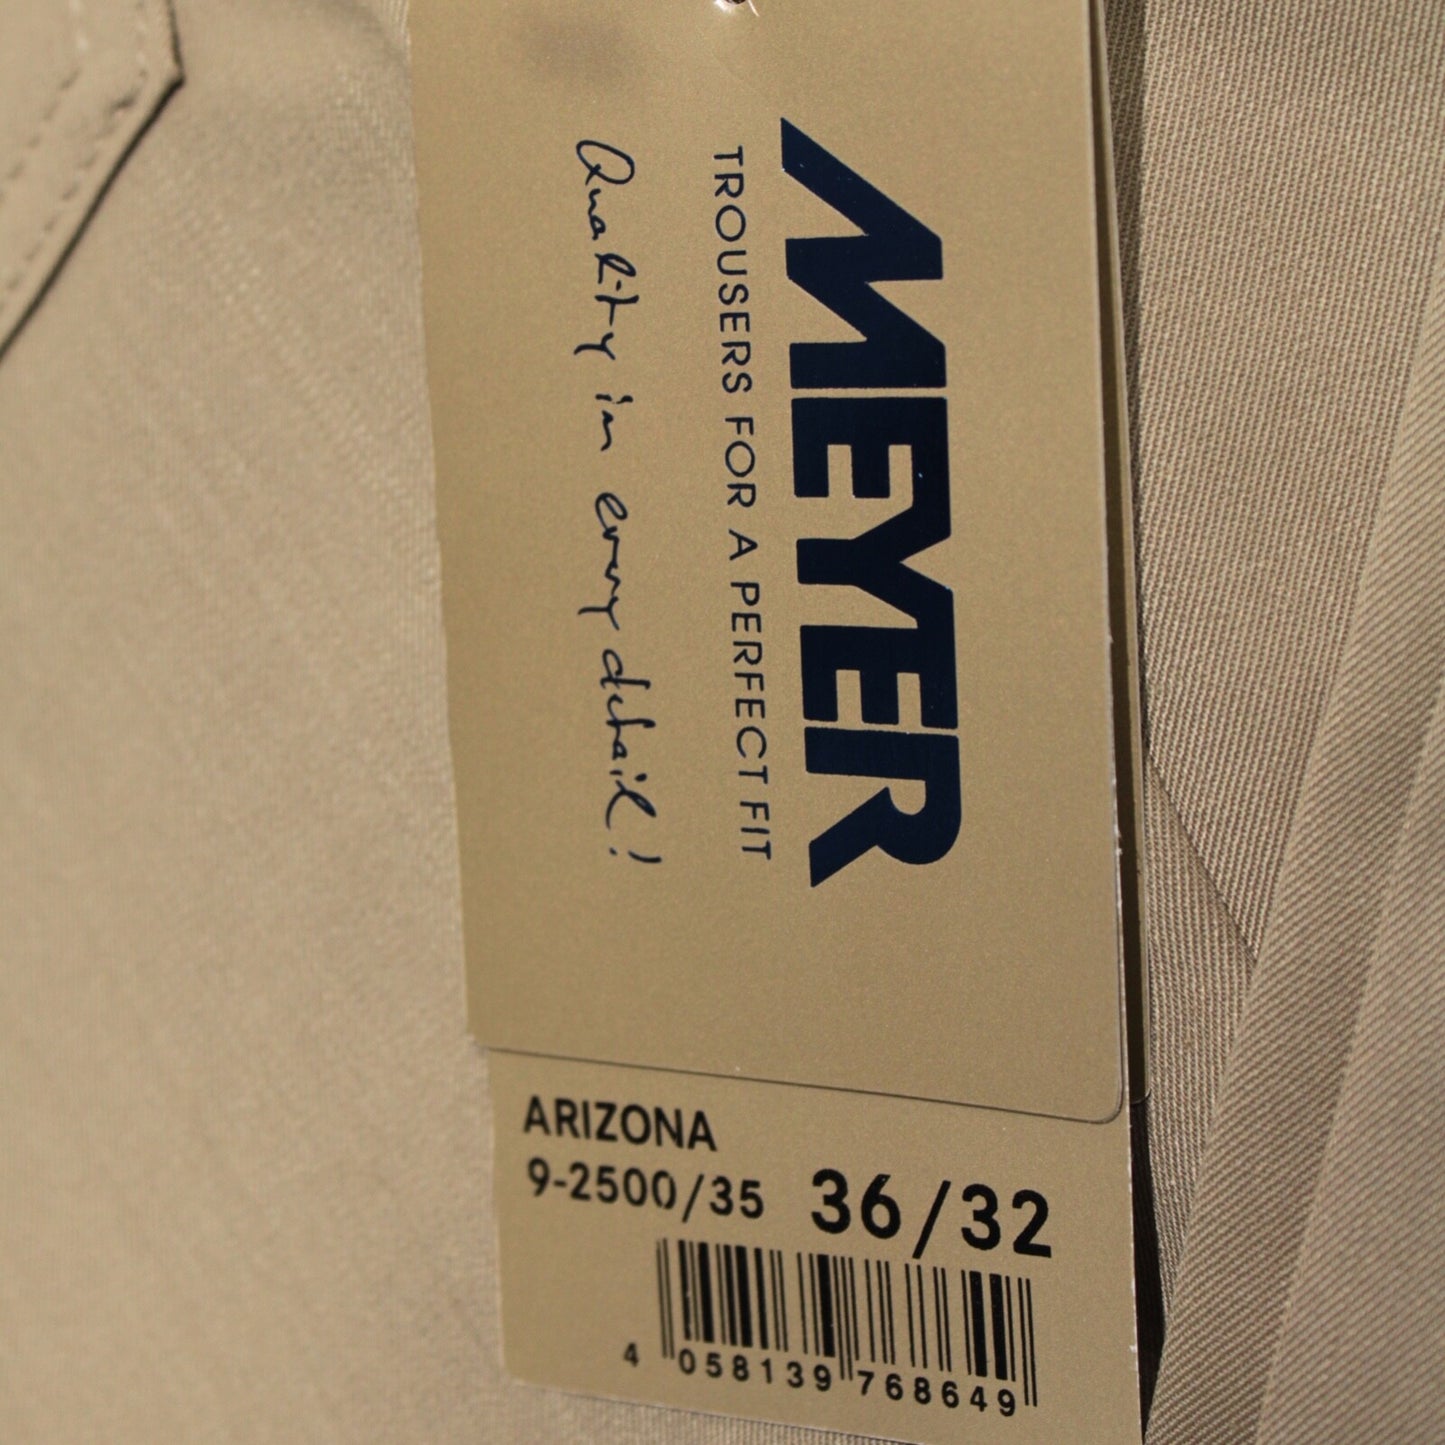 MEYER
TROUSERS FOR A PERFECT FIT
Quality in every detail!
ARIZONA
9-2500/35 36/32
4 058139 768649